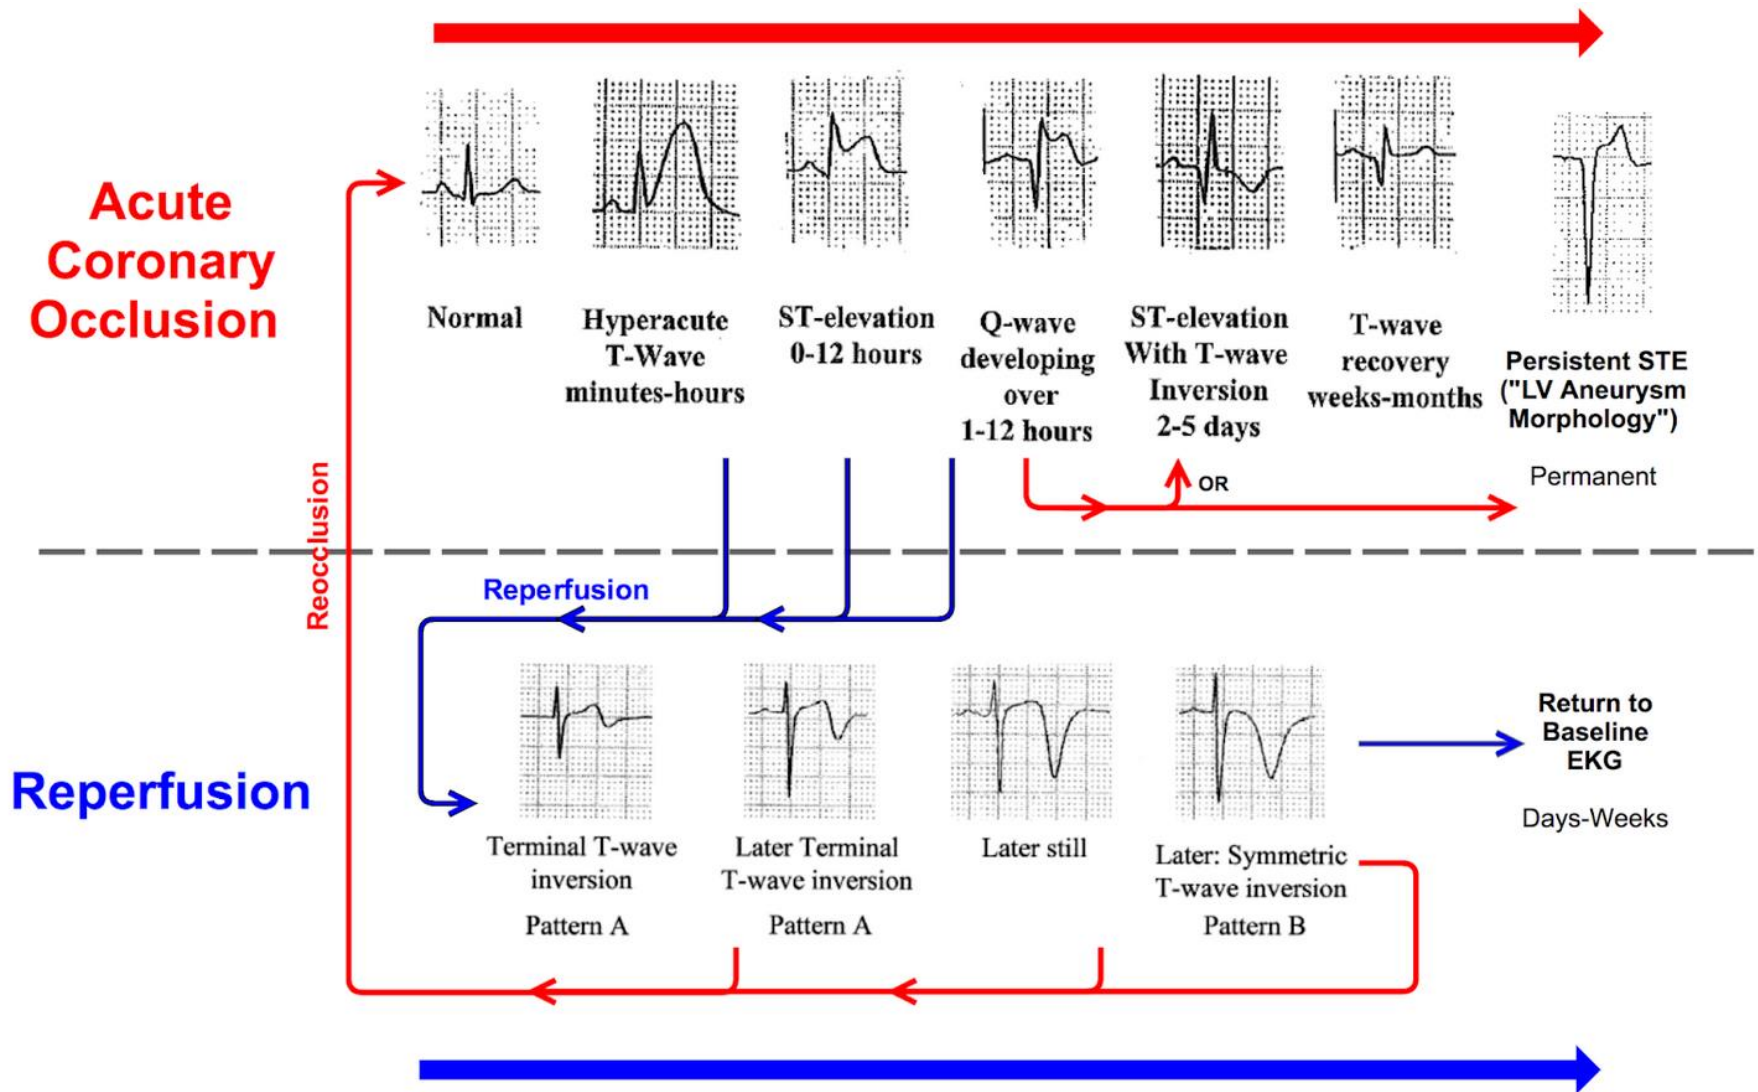 Acute
Coronary
Occlusion
Normal
Hyperacute
T-Wave
minutes-hours
ST-elevation
0-12 hours
Q-wave
developing
over
1-12 hours
ST-elevation
With T-wave
Inversion
2-5 days
T-wave
recovery
weeks-months
Persistent STE
("LV Aneurysm
Morphology")
Permanent
OR
Reocclusion
Reperfusion
Reperfusion
Terminal T-wave
inversion
Pattern A
Later Terminal
T-wave inversion
Pattern A
Later still
Later: Symmetric
T-wave inversion
Pattern B
Return to
Baseline
EKG
Days-Weeks